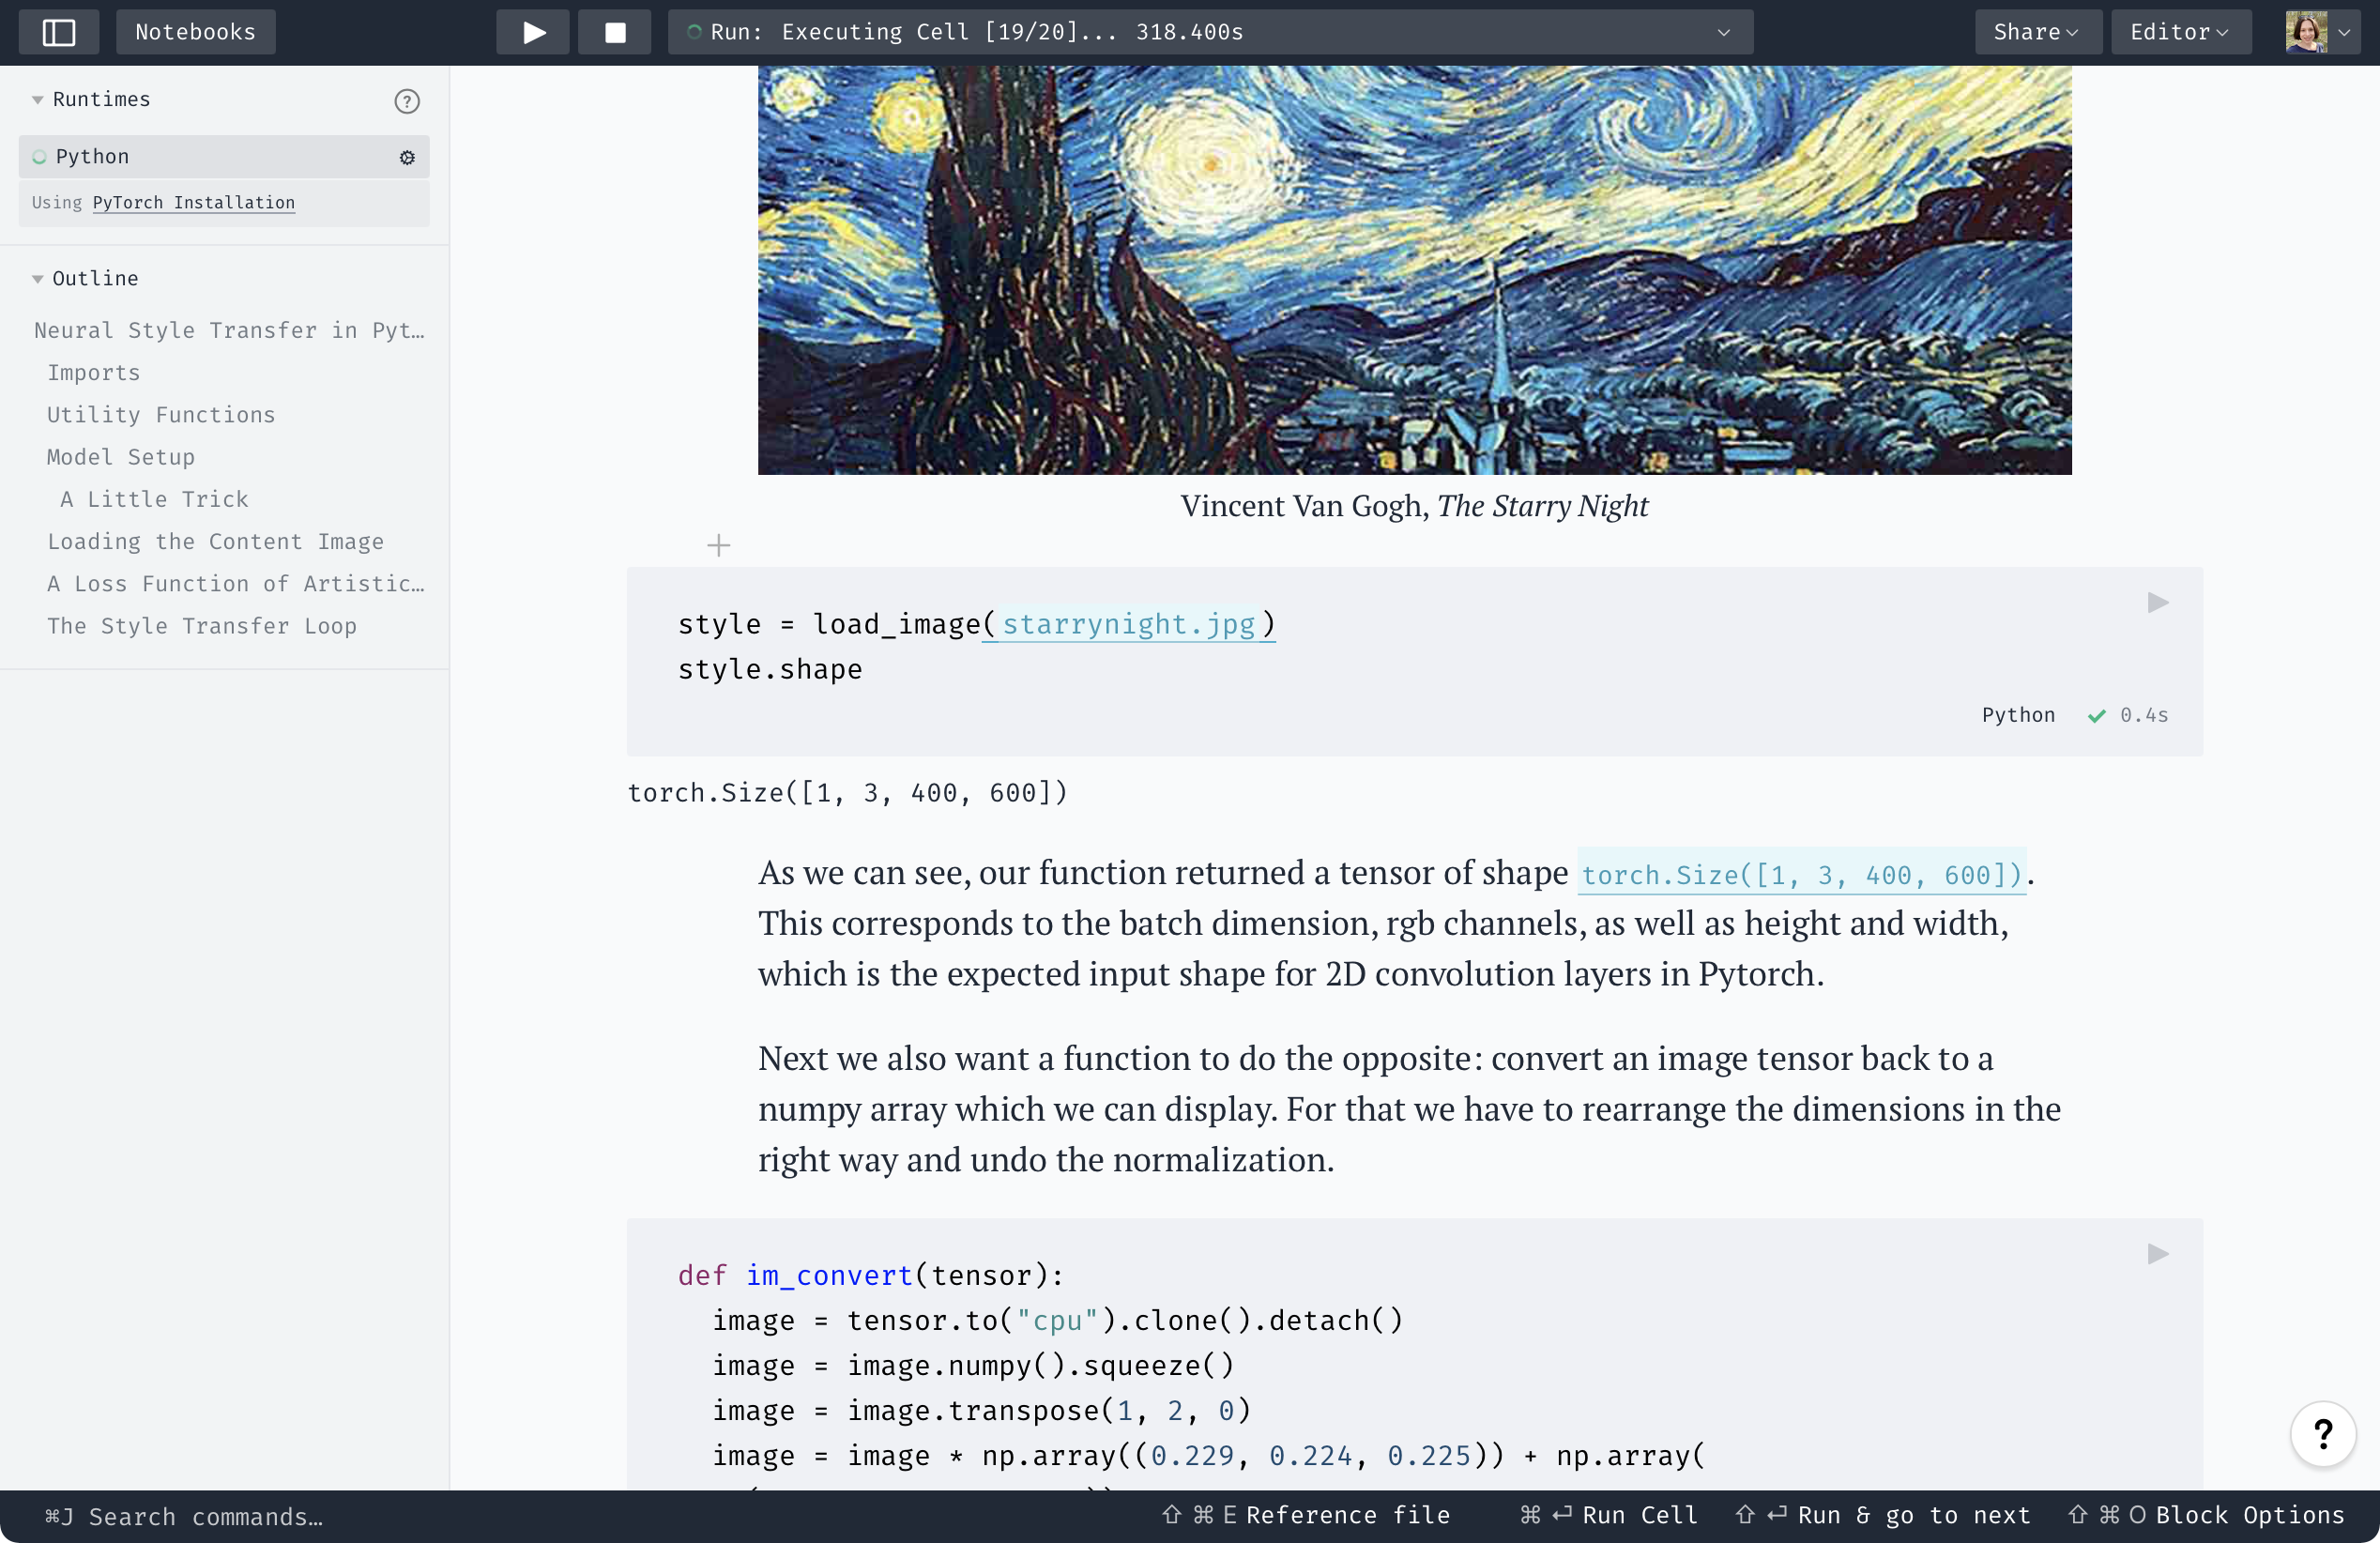 Notebooks
Run: Executing Cell [19/20]... 318.400s
Share
Editor
Runtimes
?
Python
Using PyTorch Installation
Outline
Neural Style Transfer in Pyt…
Imports
Utility Functions
Model Setup
A Little Trick
Loading the Content Image
A Loss Function of Artistic…
The Style Transfer Loop
Vincent Van Gogh, The Starry Night
+
style = load_image(starrynight.jpg)
style.shape
Python ✓ 0.4s
torch.Size([1, 3, 400, 600])
As we can see, our function returned a tensor of shape torch.Size([1, 3, 400, 600]).
This corresponds to the batch dimension, rgb channels, as well as height and width,
which is the expected input shape for 2D convolution layers in Pytorch.
Next we also want a function to do the opposite: convert an image tensor back to a
numpy array which we can display. For that we have to rearrange the dimensions in the
right way and undo the normalization.
def im_convert(tensor):
  image = tensor.to("cpu").clone().detach()
  image = image.numpy().squeeze()
  image = image.transpose(1, 2, 0)
  image = image * np.array((0.229, 0.224, 0.225)) + np.array(
?
⌘J Search commands…
⇧⌘E Reference file
⌘⏎ Run Cell
⇧⏎ Run & go to next
⇧⌘O Block Options